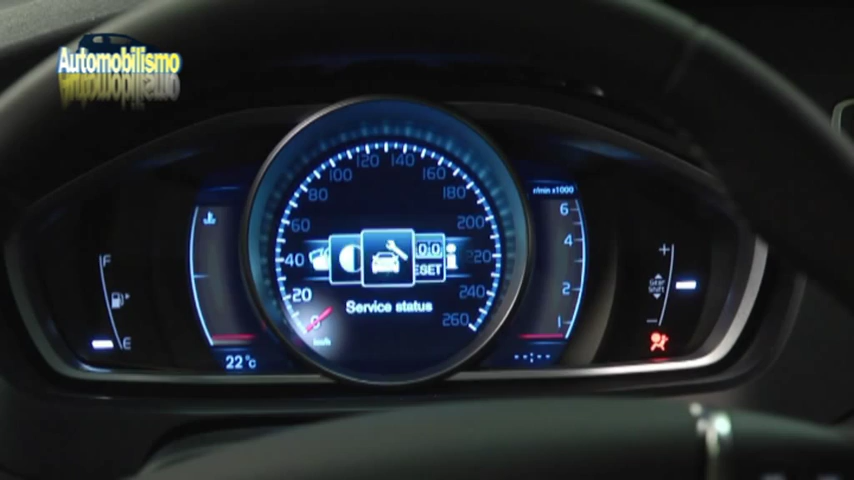 Automobilismo
120 140
100 160
80 180
r/min x1000
60 200
6
40 220
4
20 240
2
0 260
1
km/h
00
RESET
i
Service status
F
E
22°c
--:--
+
Gear
Shift
-